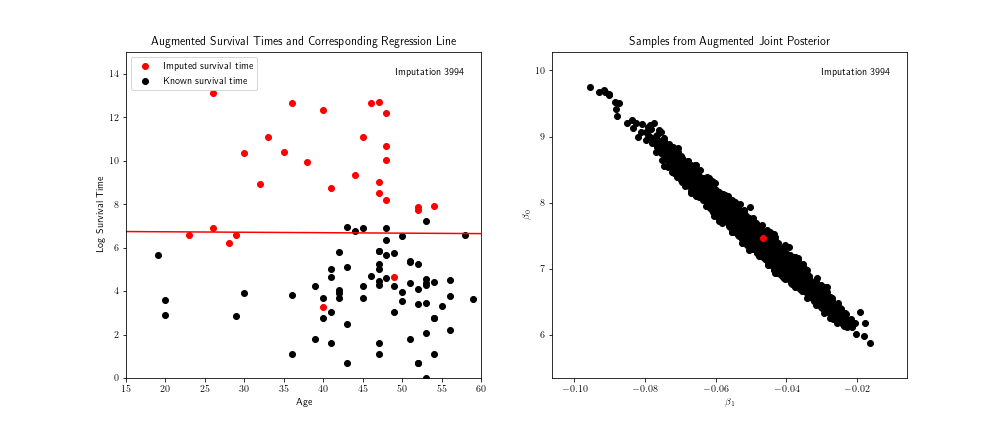 Augmented Survival Times and Corresponding Regression Line
Imputed survival time
Known survival time
Imputation 3994
Log Survival Time
14
12
10
8
6
4
2
0
15 20 25 30 35 40 45 50 55 60
Age
Samples from Augmented Joint Posterior
Imputation 3994
β₀
10
9
8
7
6
−0.10 −0.08 −0.06 −0.04 −0.02
β₁